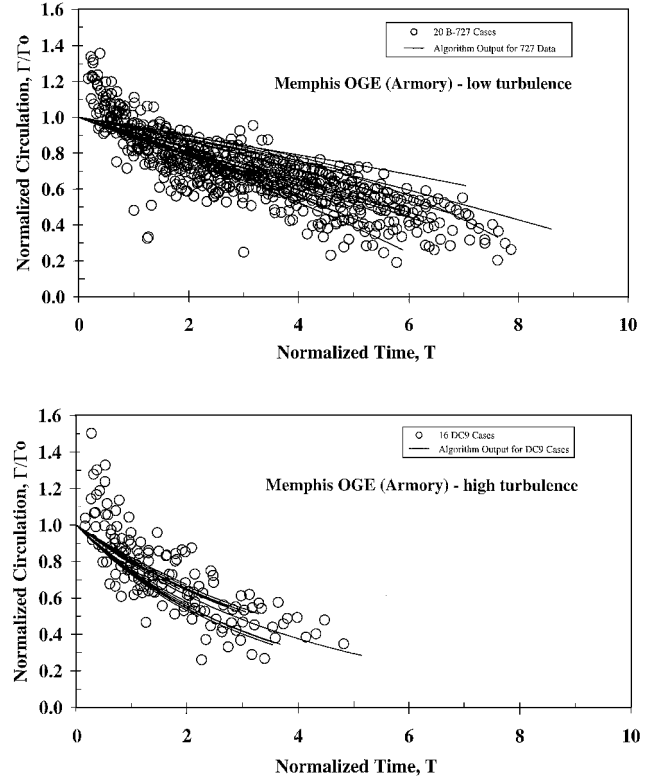 1.6
1.4
1.2
1.0
0.8
0.6
0.4
0.2
0.0
Normalized Circulation, Γ/Γo
20 B-727 Cases
Algorithm Output for 727 Data
Memphis OGE (Armory) - low turbulence
0 2 4 6 8 10
Normalized Time, T
1.6
1.4
1.2
1.0
0.8
0.6
0.4
0.2
0.0
Normalized Circulation, Γ/Γo
16 DC9 Cases
Algorithm Output for DC9 Cases
Memphis OGE (Armory) - high turbulence
0 2 4 6 8 10
Normalized Time, T